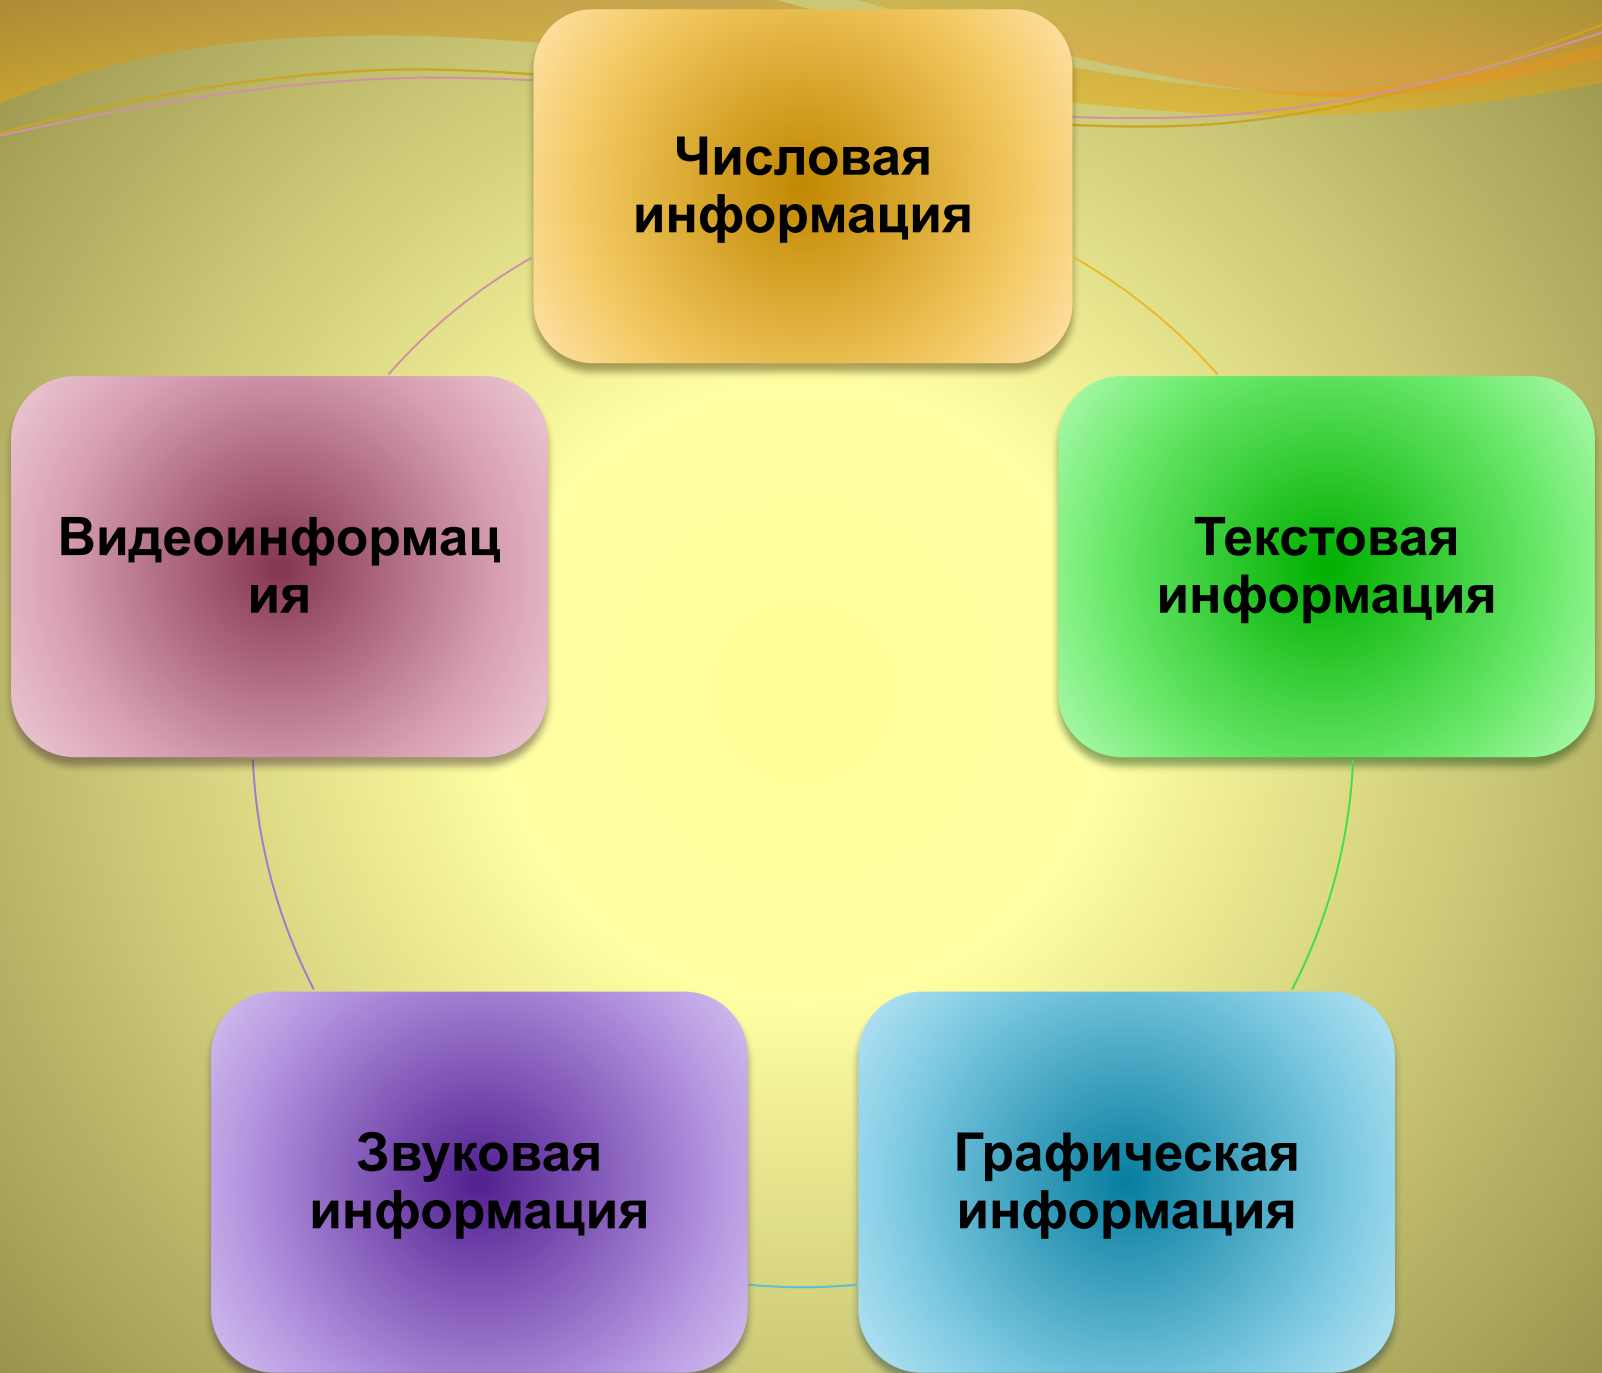 Числовая
информация
Видеоинформац
ия
Текстовая
информация
Звуковая
информация
Графическая
информация